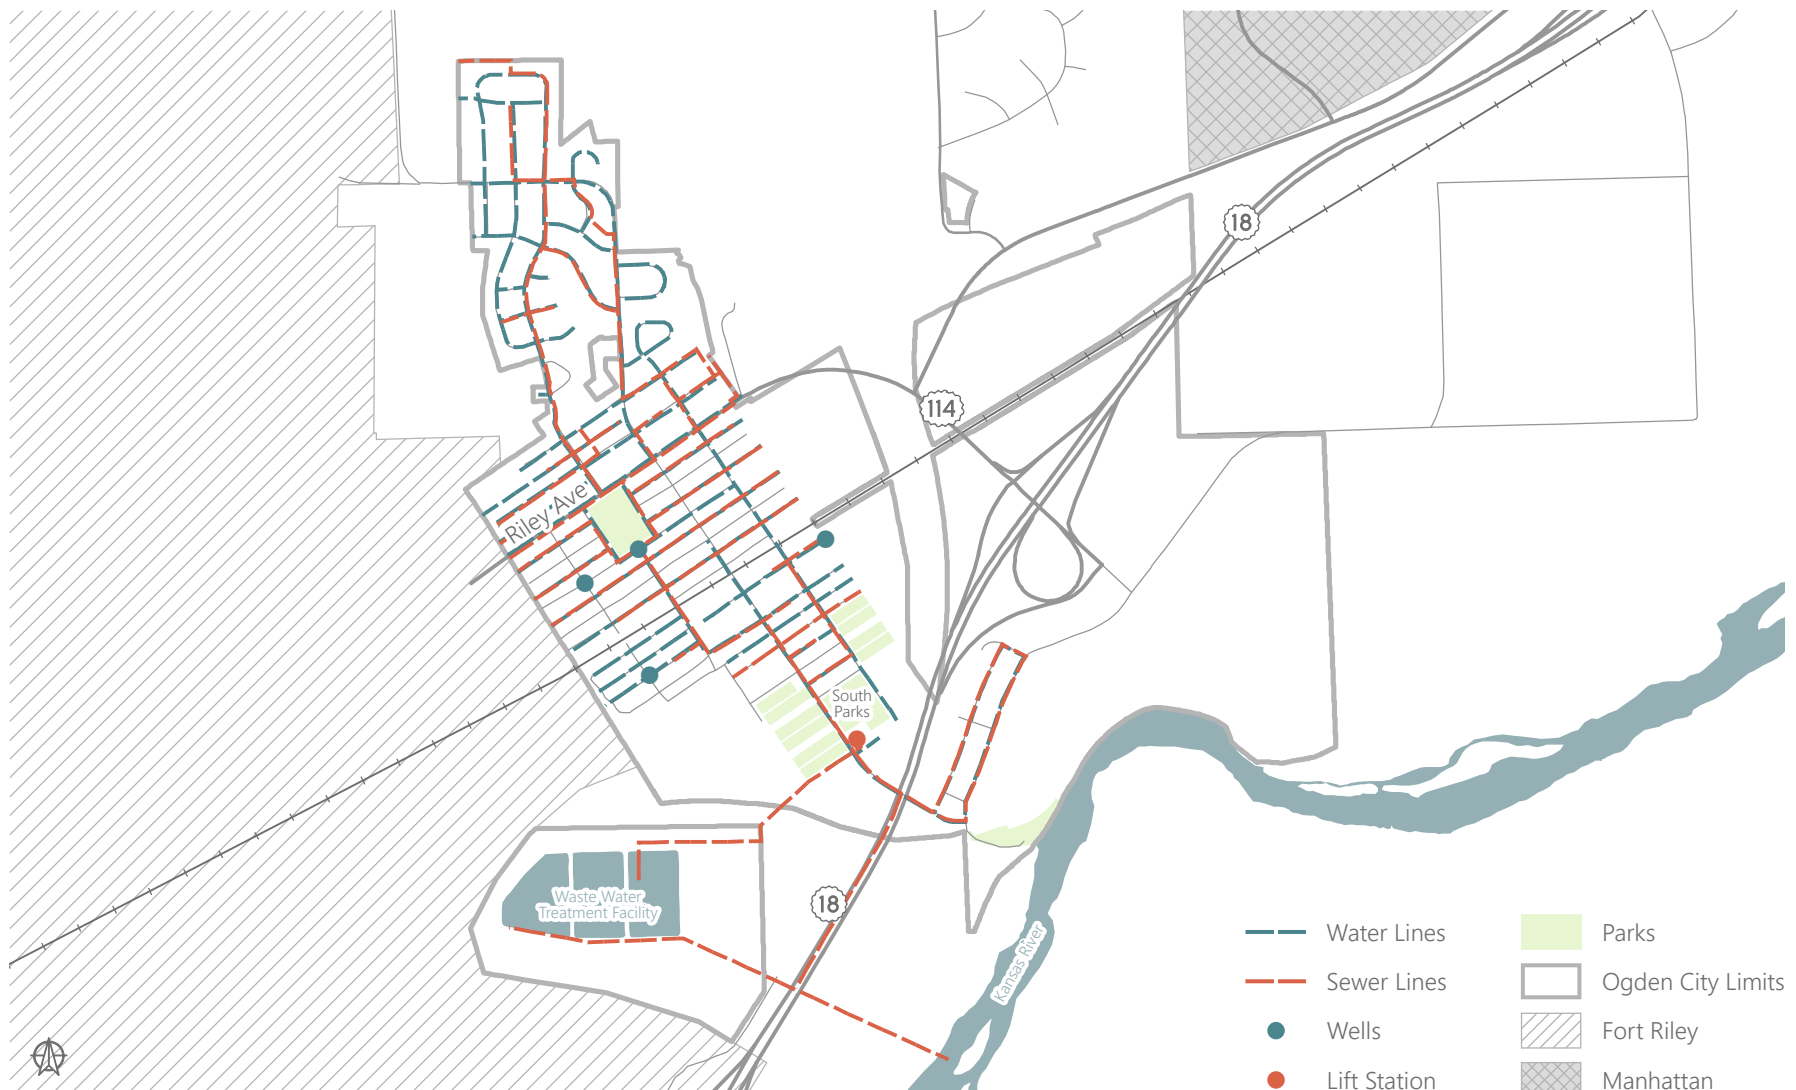 18
114
Riley Ave
South
Parks
Waste Water
Treatment Facility
18
Kansas River
Water Lines
Sewer Lines
Wells
Lift Station
Parks
Ogden City Limits
Fort Riley
Manhattan